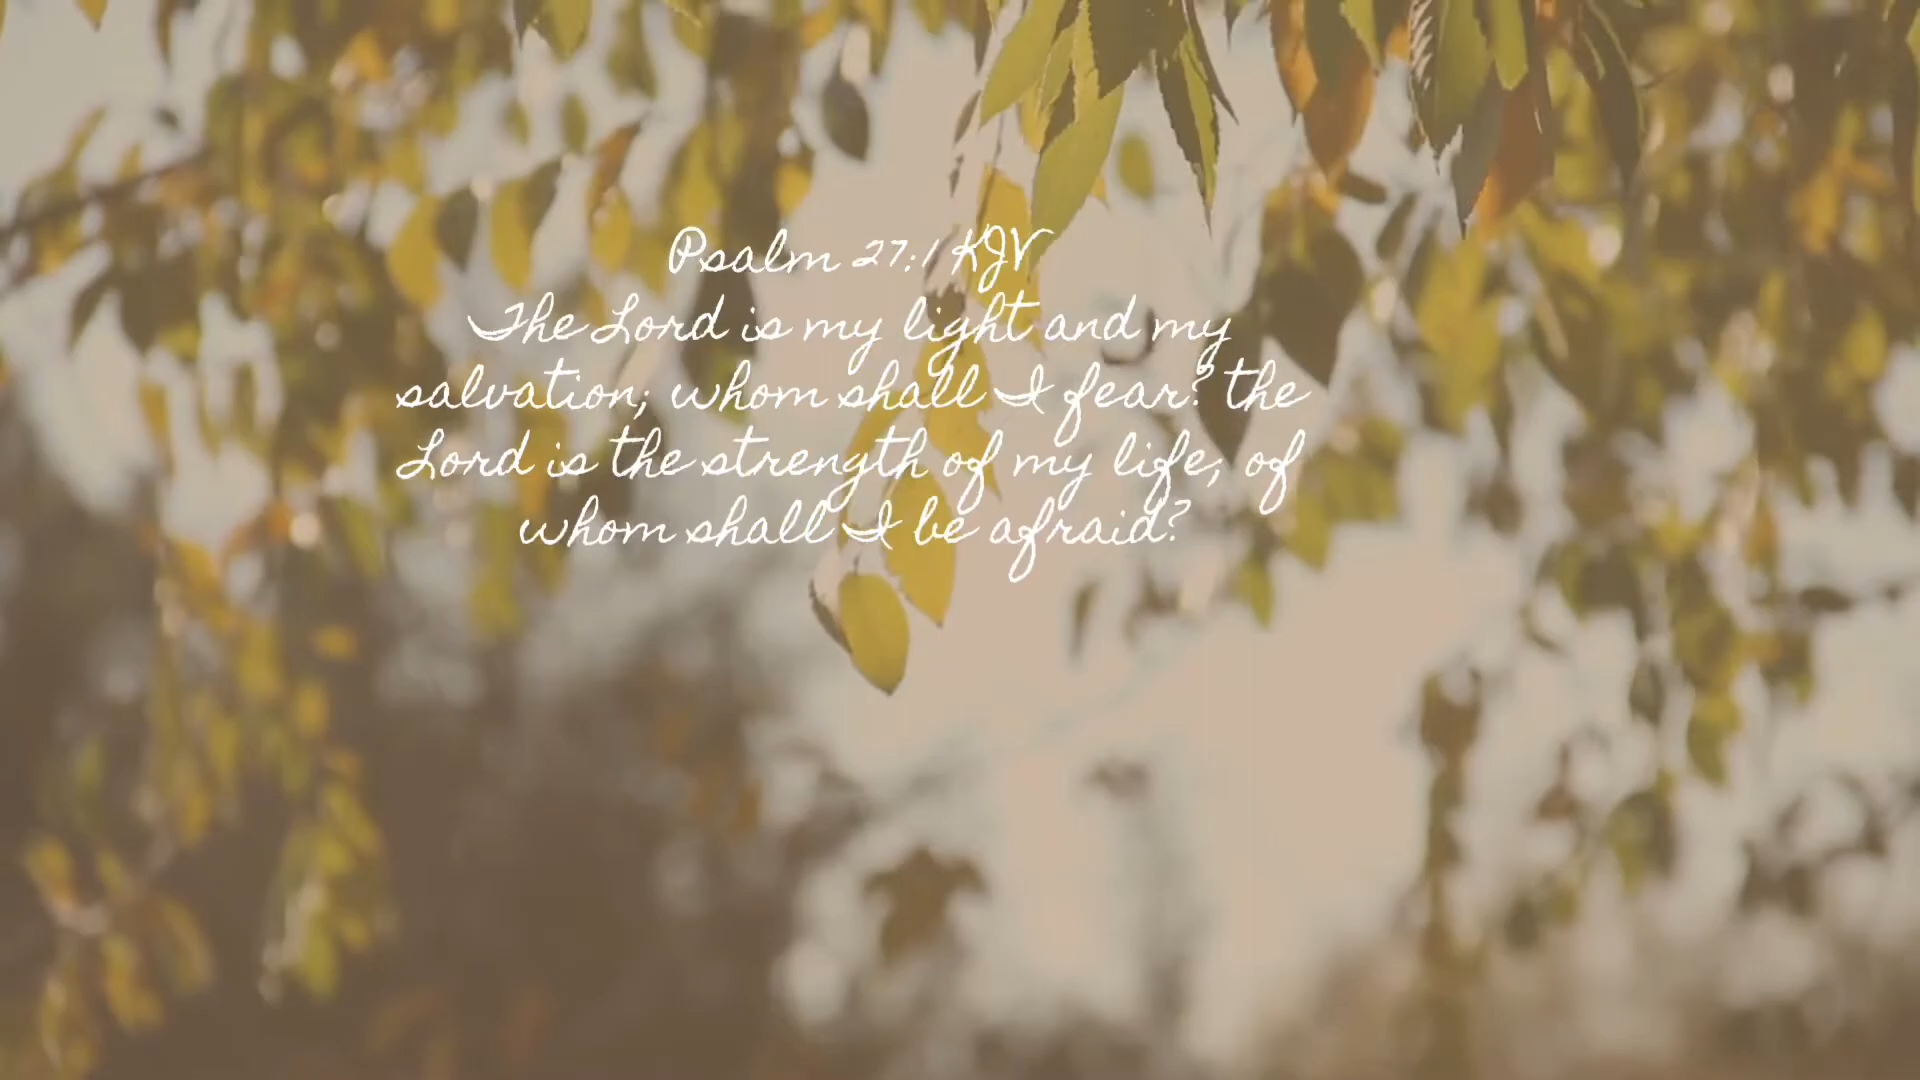 Psalm 27:1 KJV
The Lord is my light and my
salvation; whom shall I fear? the
Lord is the strength of my life; of
whom shall I be afraid?